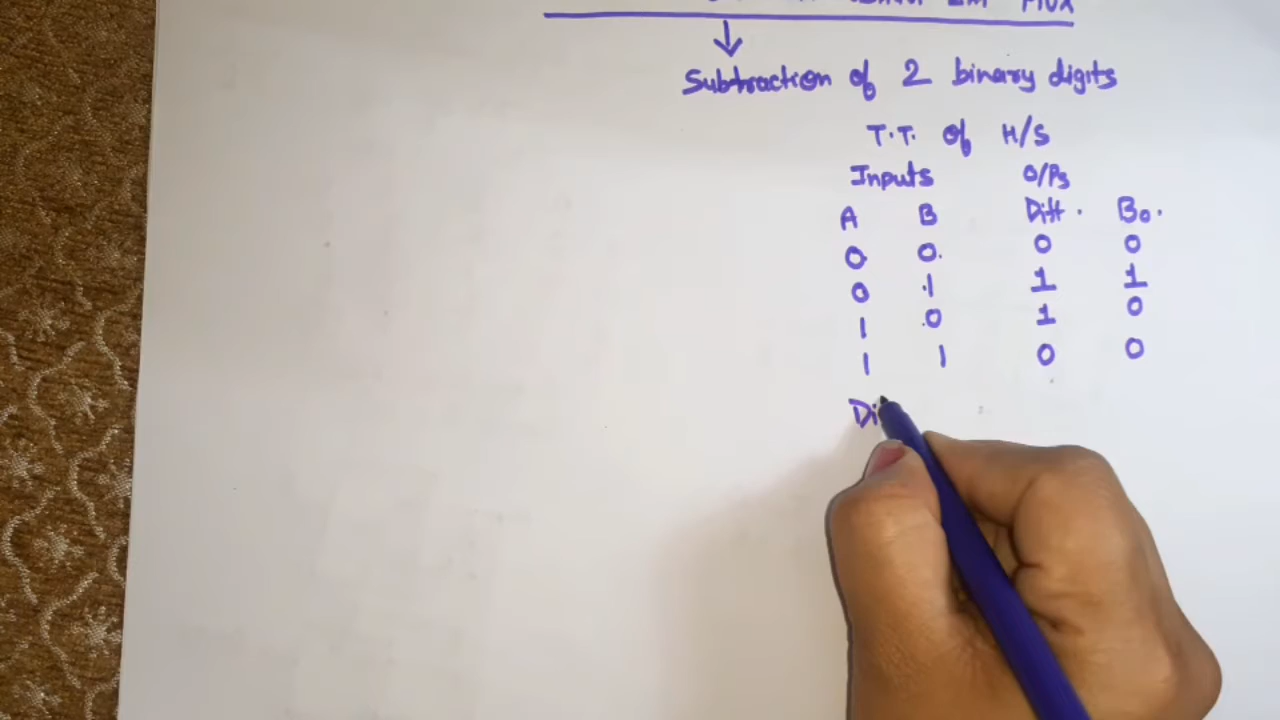 MUX
Subtraction of 2 binary digits
T.T. of H/S
Inputs O/Ps
A B Diff. Bo.
0 0 0 0
0 1 1 1
1 0 1 0
1 1 0 0
Di